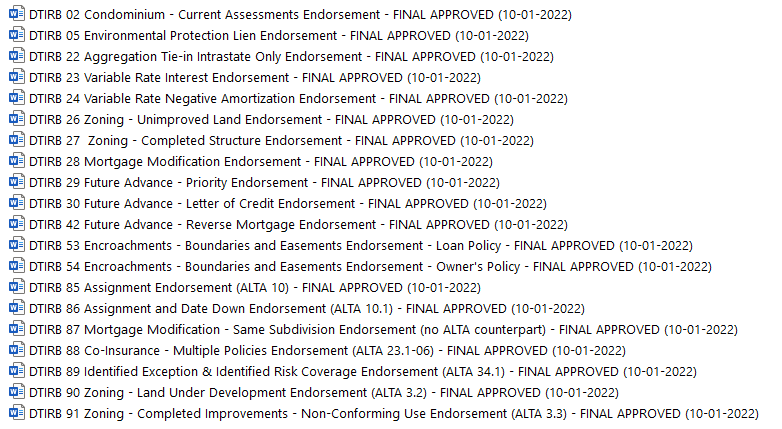 DTIRB 02 Condominium - Current Assessments Endorsement - FINAL APPROVED (10-01-2022)
DTIRB 05 Environmental Protection Lien Endorsement - FINAL APPROVED (10-01-2022)
DTIRB 22 Aggregation Tie-in Intrastate Only Endorsement - FINAL APPROVED (10-01-2022)
DTIRB 23 Variable Rate Interest Endorsement - FINAL APPROVED (10-01-2022)
DTIRB 24 Variable Rate Negative Amortization Endorsement - FINAL APPROVED (10-01-2022)
DTIRB 26 Zoning - Unimproved Land Endorsement - FINAL APPROVED (10-01-2022)
DTIRB 27  Zoning - Completed Structure Endorsement - FINAL APPROVED (10-01-2022)
DTIRB 28 Mortgage Modification Endorsement - FINAL APPROVED (10-01-2022)
DTIRB 29 Future Advance - Priority Endorsement - FINAL APPROVED (10-01-2022)
DTIRB 30 Future Advance - Letter of Credit Endorsement - FINAL APPROVED (10-01-2022)
DTIRB 42 Future Advance - Reverse Mortgage Endorsement - FINAL APPROVED (10-01-2022)
DTIRB 53 Encroachments - Boundaries and Easements Endorsement - Loan Policy - FINAL APPROVED (10-01-2022)
DTIRB 54 Encroachments - Boundaries and Easements Endorsement - Owner's Policy - FINAL APPROVED (10-01-2022)
DTIRB 85 Assignment Endorsement (ALTA 10) - FINAL APPROVED (10-01-2022)
DTIRB 86 Assignment and Date Down Endorsement (ALTA 10.1) - FINAL APPROVED (10-01-2022)
DTIRB 87 Mortgage Modification - Same Subdivision Endorsement (no ALTA counterpart) - FINAL APPROVED (10-01-2022)
DTIRB 88 Co-Insurance - Multiple Policies Endorsement (ALTA 23.1-06) - FINAL APPROVED (10-01-2022)
DTIRB 89 Identified Exception & Identified Risk Coverage Endorsement (ALTA 34.1) - FINAL APPROVED (10-01-2022)
DTIRB 90 Zoning - Land Under Development Endorsement (ALTA 3.2) - FINAL APPROVED (10-01-2022)
DTIRB 91 Zoning - Completed Improvements - Non-Conforming Use Endorsement (ALTA 3.3) - FINAL APPROVED (10-01-2022)